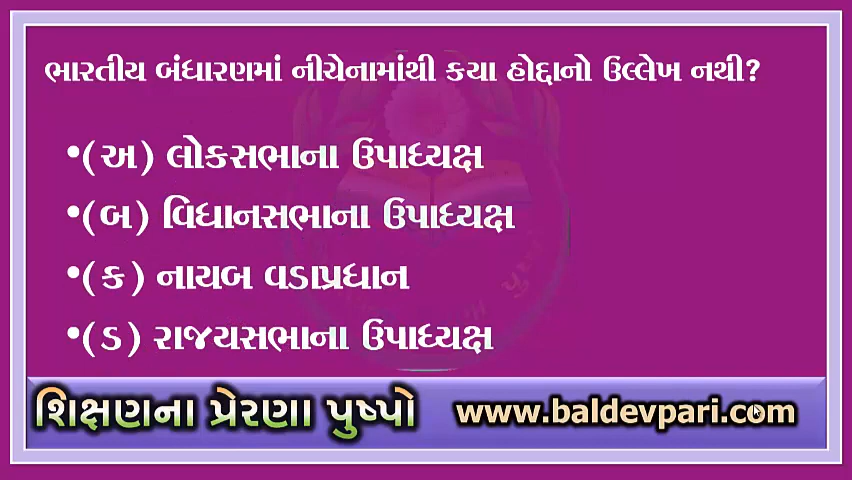 ભારતીય બંધારણમાં નીચેનામાંથી કયા હોદ્દાનો ઉલ્લેખ નથી?
•(અ) લોકસભાના ઉપાધ્યક્ષ
•(બ) વિધાનસભાના ઉપાધ્યક્ષ
•(ક) નાયબ વડાપ્રધાન
•(ડ) રાજયસભાના ઉપાધ્યક્ષ
શિક્ષણના પ્રેરણા પુષ્પો www.baldevpari.com